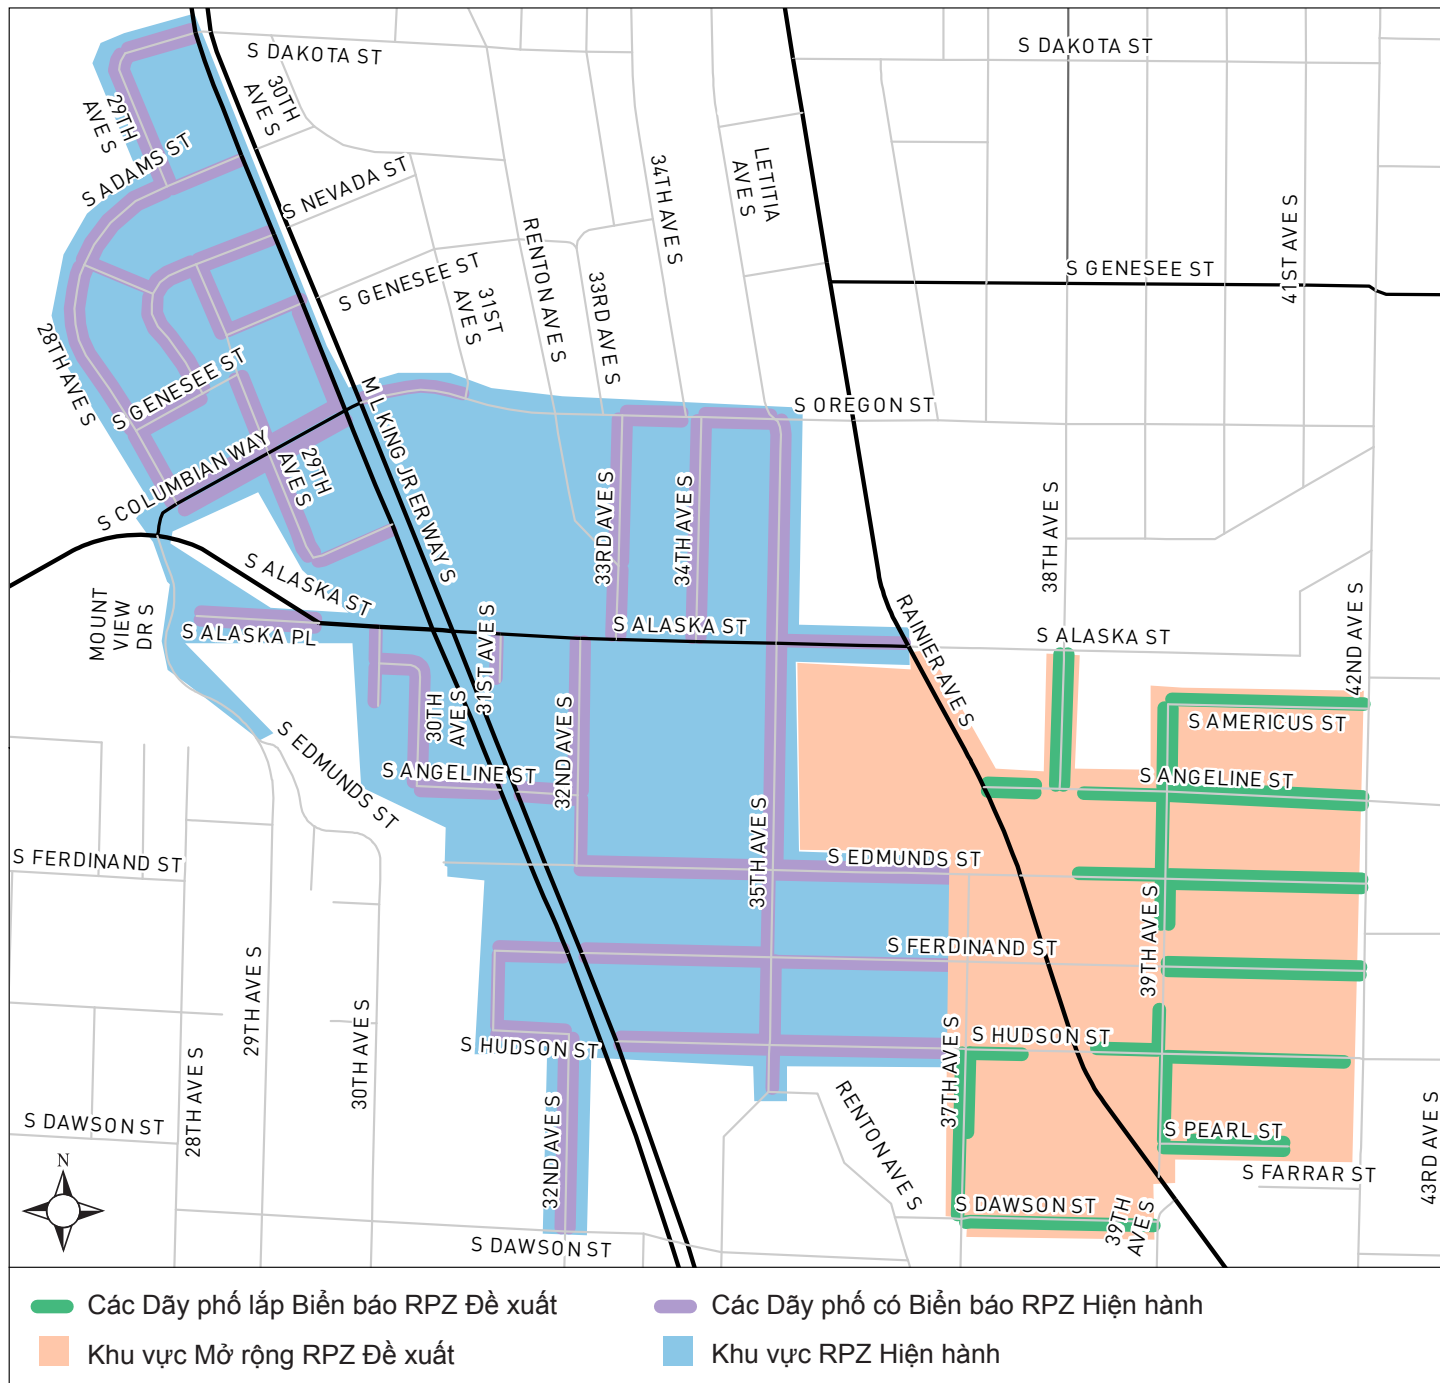 S DAKOTA ST
S DAKOTA ST
30TH
AVE S
29TH
AVE S
S ADAMS ST
S NEVADA ST
34TH AVE S
LETITIA
AVE S
41ST AVE S
RENTON AVE S
S GENESEE ST
S GENESEE ST
31ST
AVE S
33RD AVE S
28TH AVE S
S GENESEE ST
M L KING JR ER WAY S
S OREGON ST
S COLUMBIAN WAY
29TH
AVE S
33RD AVE S
34TH AVE S
38TH AVE S
S ALASKA ST
MOUNT
VIEW
DR S
S ALASKA PL
S ALASKA ST
RAINIER AVE S
S ALASKA ST
42ND AVE S
31ST AVE S
30TH
AVE S
32ND AVE S
S AMERICUS ST
S EDMUNDS ST
S ANGELINE ST
S ANGELINE ST
35TH AVE S
S FERDINAND ST
S EDMUNDS ST
39TH AVE S
S FERDINAND ST
29TH AVE S
30TH AVE S
28TH AVE S
S HUDSON ST
37TH AVE S
S HUDSON ST
32ND AVE S
RENTON AVE S
S DAWSON ST
S PEARL ST
S FARRAR ST
43RD AVE S
N
S DAWSON ST
39TH
AVE S
S DAWSON ST
Các Dãy phố lắp Biển báo RPZ Đề xuất
Các Dãy phố có Biển báo RPZ Hiện hành
Khu vực Mở rộng RPZ Đề xuất
Khu vực RPZ Hiện hành